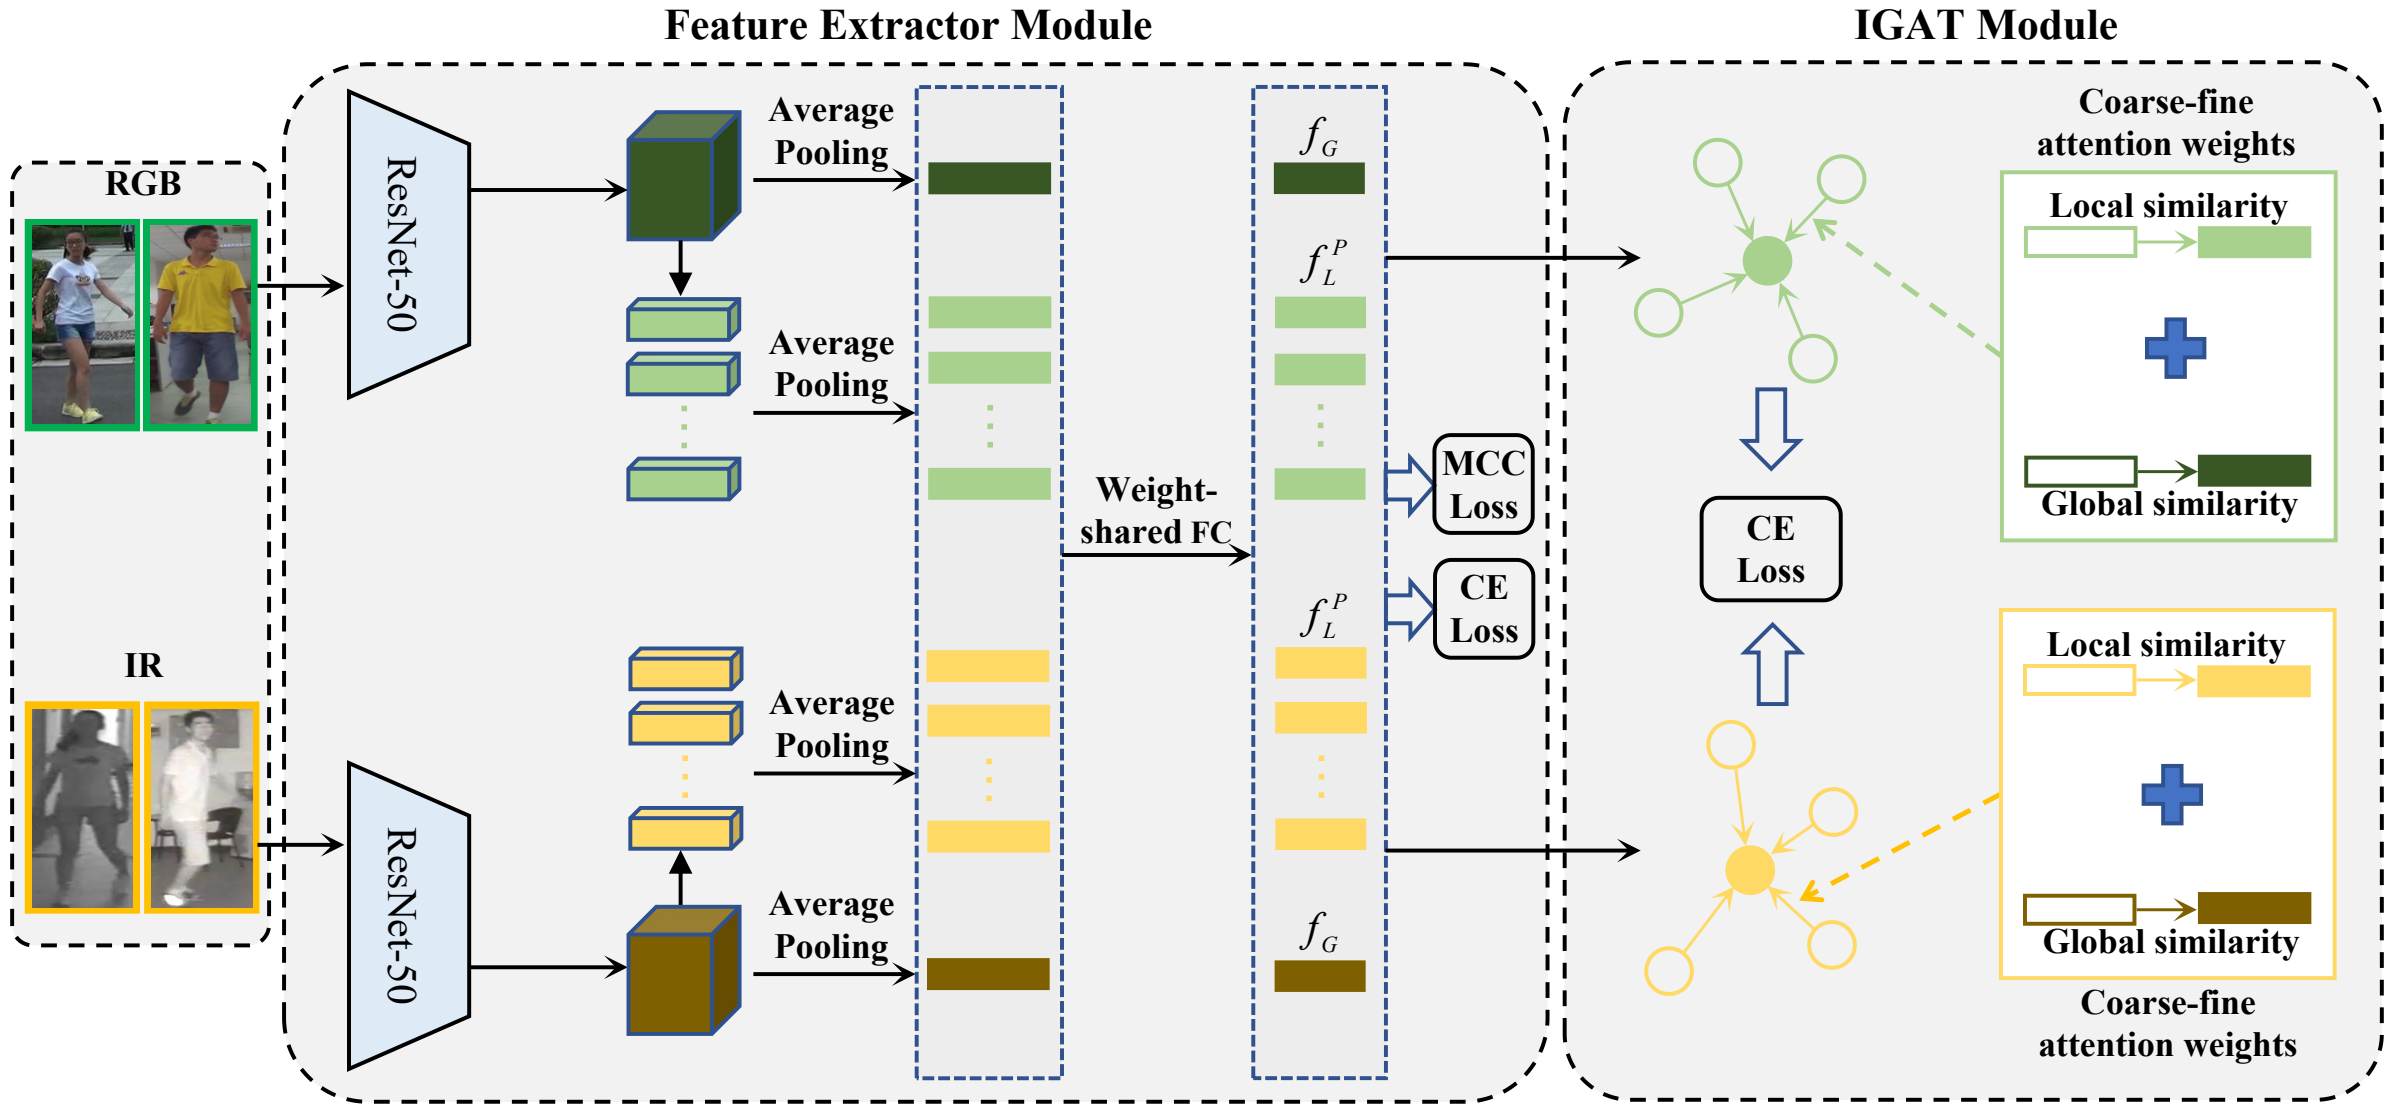 Feature Extractor Module
IGAT Module
RGB
IR
ResNet-50
ResNet-50
Average
Pooling
Average
Pooling
Average
Pooling
Average
Pooling
Weight-
shared FC
f_G
f_L^P
f_L^P
f_G
MCC
Loss
CE
Loss
Coarse-fine
attention weights
Local similarity
Global similarity
CE
Loss
Local similarity
Global similarity
Coarse-fine
attention weights